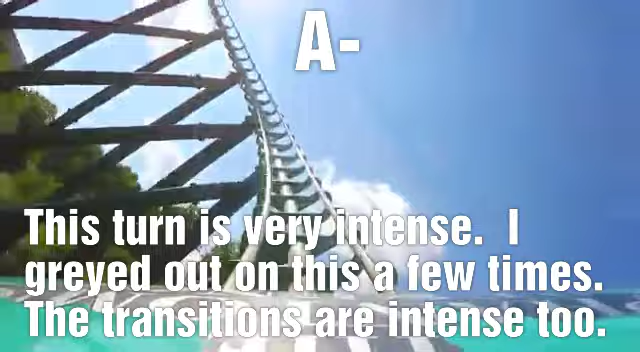 A-
This turn is very intense. I
greyed out on this a few times.
The transitions are intense too.